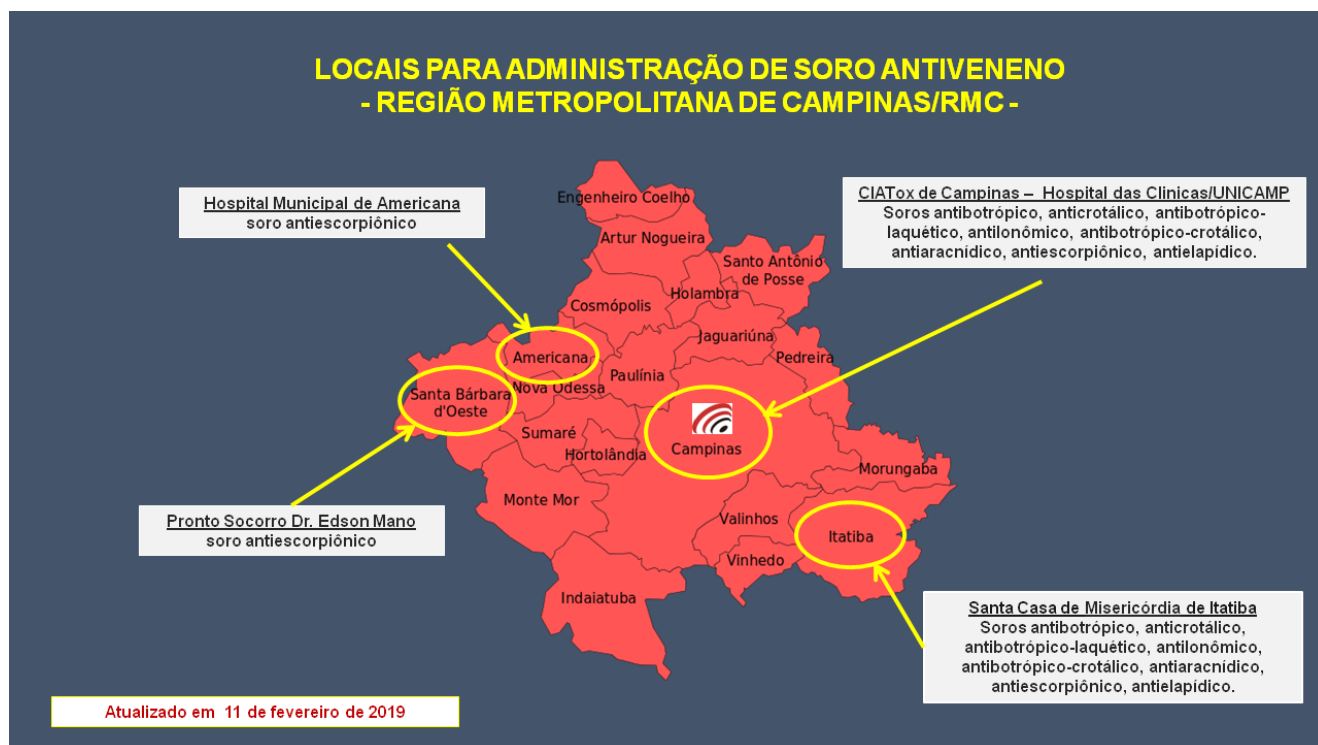 LOCAIS PARA ADMINISTRAÇÃO DE SORO ANTIVENENO
- REGIÃO METROPOLITANA DE CAMPINAS/RMC -
Hospital Municipal de Americana
soro antiescorpiônico
CIATox de Campinas – Hospital das Clinicas/UNICAMP
Soros antibotrópico, anticrotálico, antibotrópico-
laquético, antilonômico, antibotrópico-crotálico,
antiaracnídico, antiescorpiônico, antielapídico.
Engenheiro Coelho
Artur Nogueira
Santo Antônio
de Posse
Holambra
Cosmópolis
Jaguariúna
Americana
Pedreira
Paulínia
Nova Odessa
Santa Bárbara
d'Oeste
Sumaré
Hortolândia
Campinas
Morungaba
Monte Mor
Valinhos
Itatiba
Vinhedo
Indaiatuba
Pronto Socorro Dr. Edson Mano
soro antiescorpiônico
Santa Casa de Misericórdia de Itatiba
Soros antibotrópico, anticrotálico,
antibotrópico-laquético, antilonômico,
antibotrópico-crotálico, antiaracnídico,
antiescorpiônico, antielapídico.
Atualizado em 11 de fevereiro de 2019